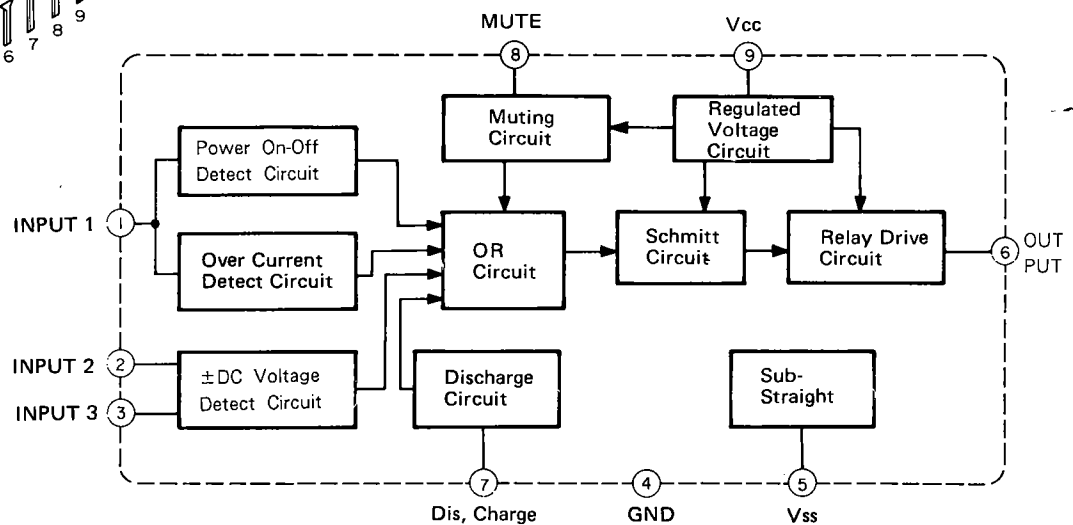 6
7
8
9
MUTE
Vcc
8
9
Muting
Circuit
Regulated
Voltage
Circuit
Power On-Off
Detect Circuit
INPUT 1
1
Over Current
Detect Circuit
OR
Circuit
Schmitt
Circuit
Relay Drive
Circuit
6
OUT
PUT
INPUT 2
2
±DC Voltage
Detect Circuit
INPUT 3
3
Discharge
Circuit
Sub-
Straight
7
4
5
Dis, Charge
GND
Vss